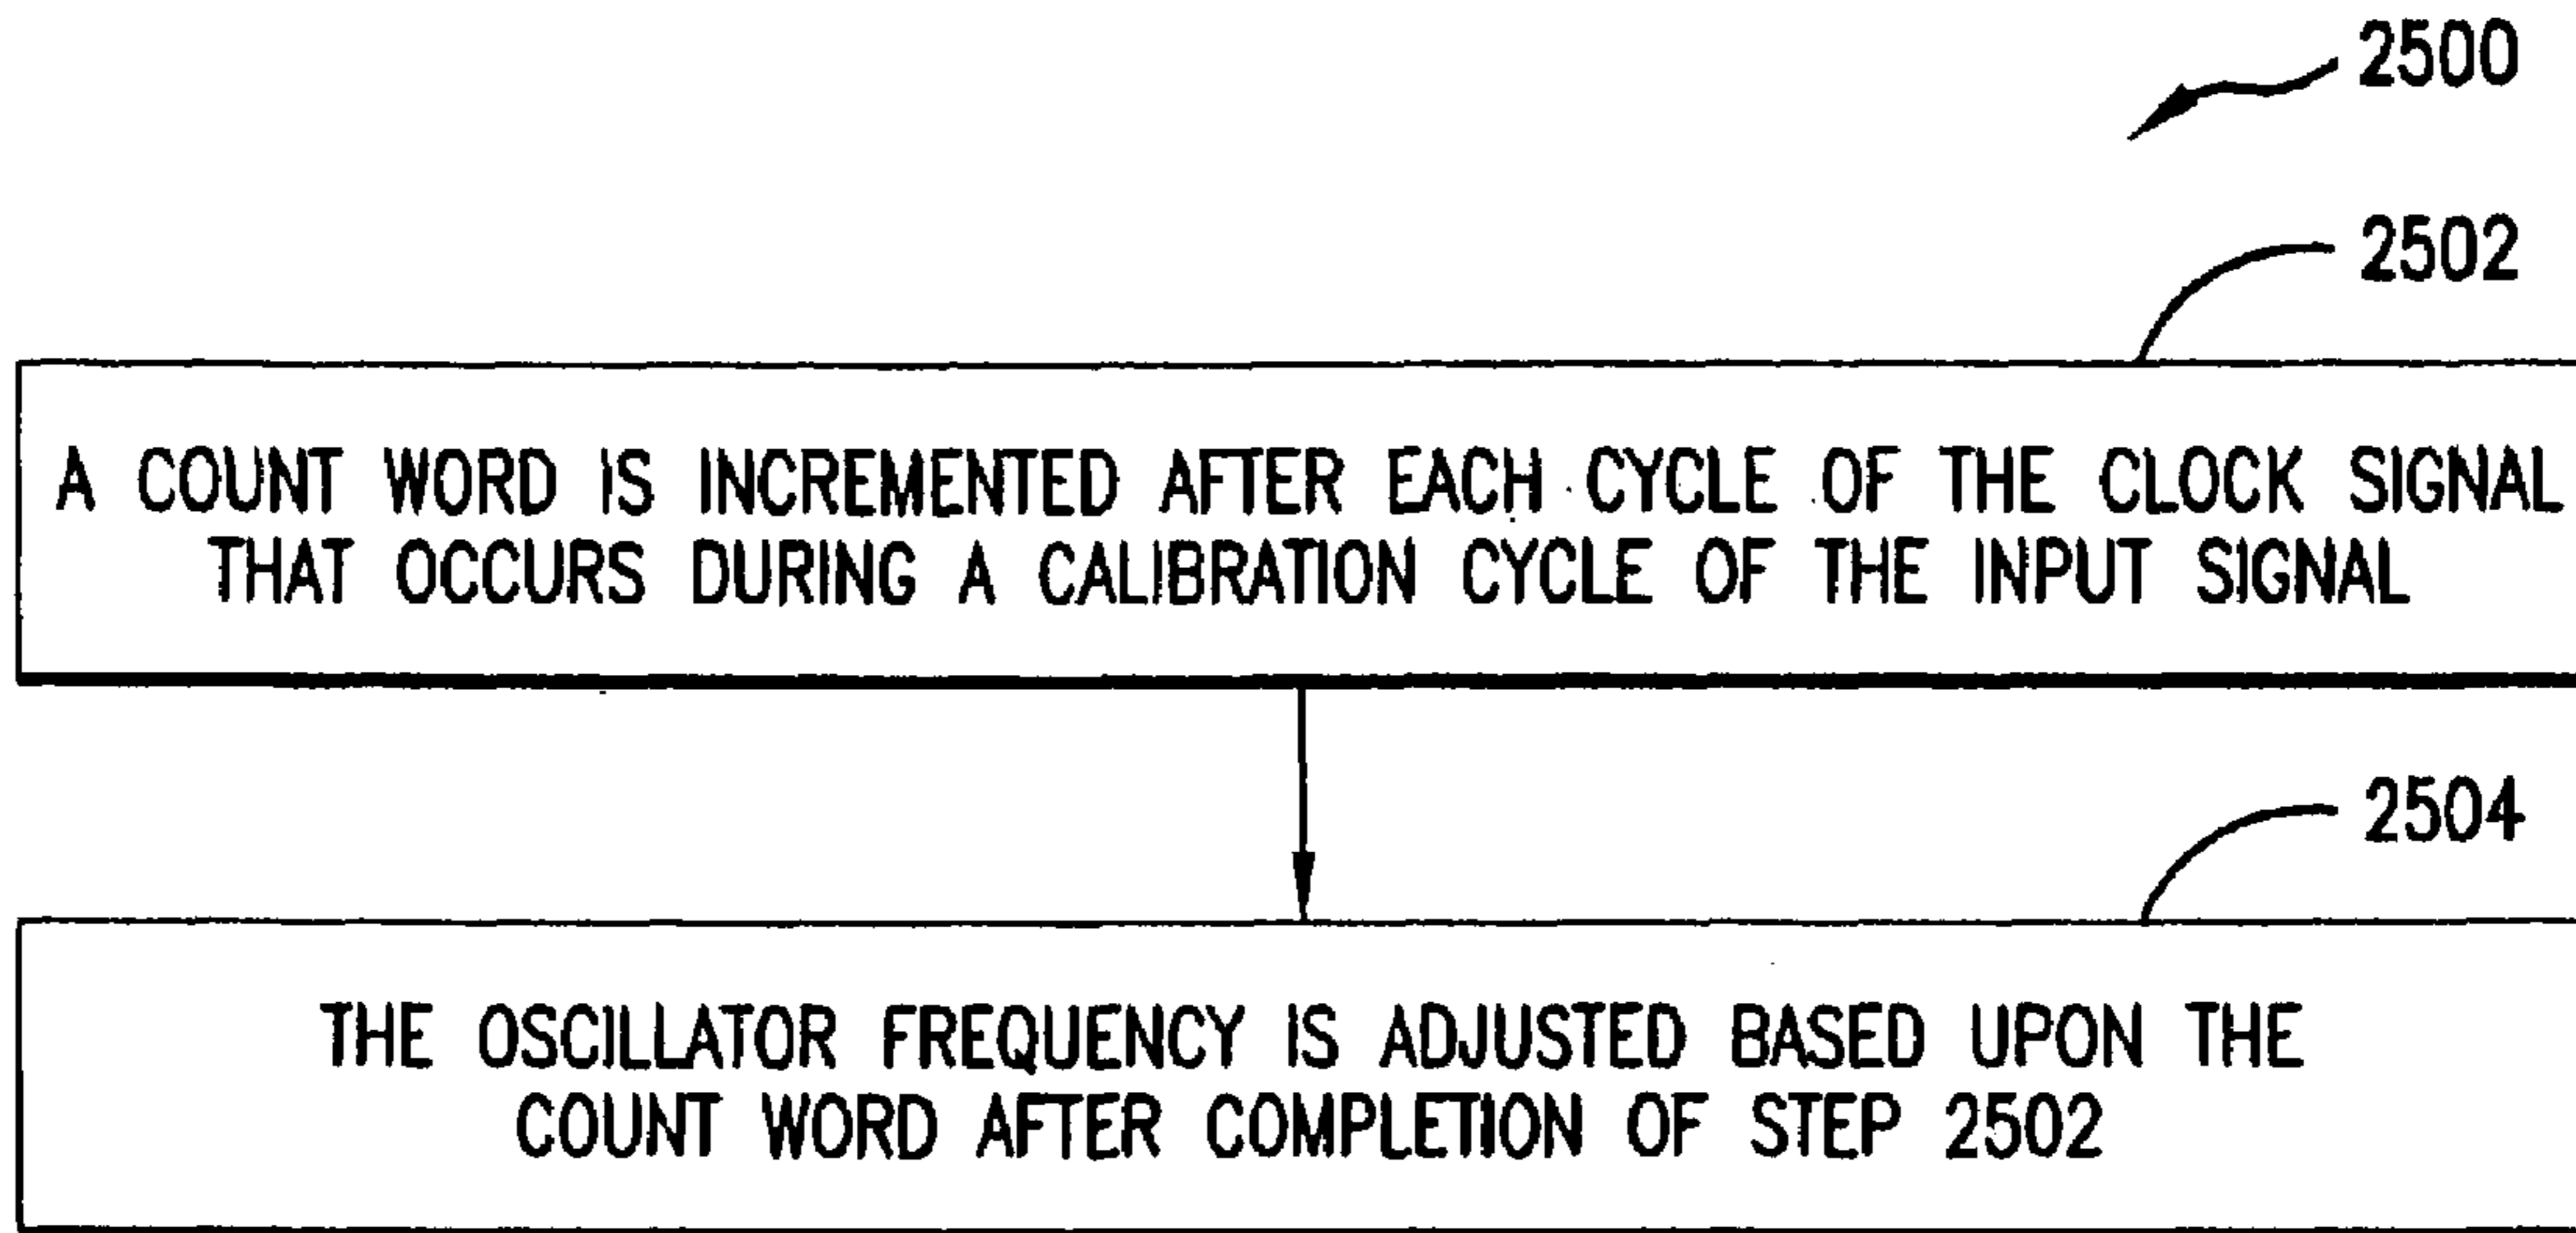 2500
2502
A COUNT WORD IS INCREMENTED AFTER EACH CYCLE OF THE CLOCK SIGNAL
THAT OCCURS DURING A CALIBRATION CYCLE OF THE INPUT SIGNAL
2504
THE OSCILLATOR FREQUENCY IS ADJUSTED BASED UPON THE
COUNT WORD AFTER COMPLETION OF STEP 2502